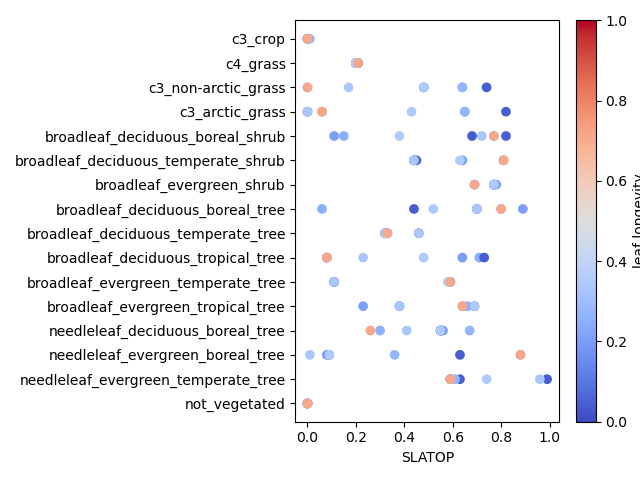 c3_crop
c4_grass
c3_non-arctic_grass
c3_arctic_grass
broadleaf_deciduous_boreal_shrub
broadleaf_deciduous_temperate_shrub
broadleaf_evergreen_shrub
broadleaf_deciduous_boreal_tree
broadleaf_deciduous_temperate_tree
broadleaf_deciduous_tropical_tree
broadleaf_evergreen_temperate_tree
broadleaf_evergreen_tropical_tree
needleleaf_deciduous_boreal_tree
needleleaf_evergreen_boreal_tree
needleleaf_evergreen_temperate_tree
not_vegetated
0.0 0.2 0.4 0.6 0.8 1.0
SLATOP
1.0
0.8
0.6
0.4
0.2
0.0
leaf longevity